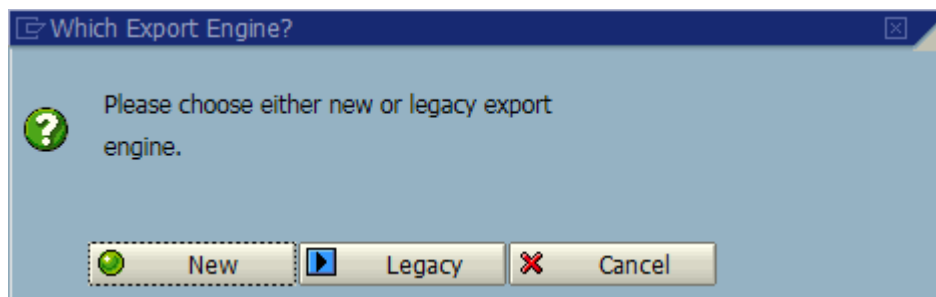 Which Export Engine?
Please choose either new or legacy export
engine.
New Legacy Cancel